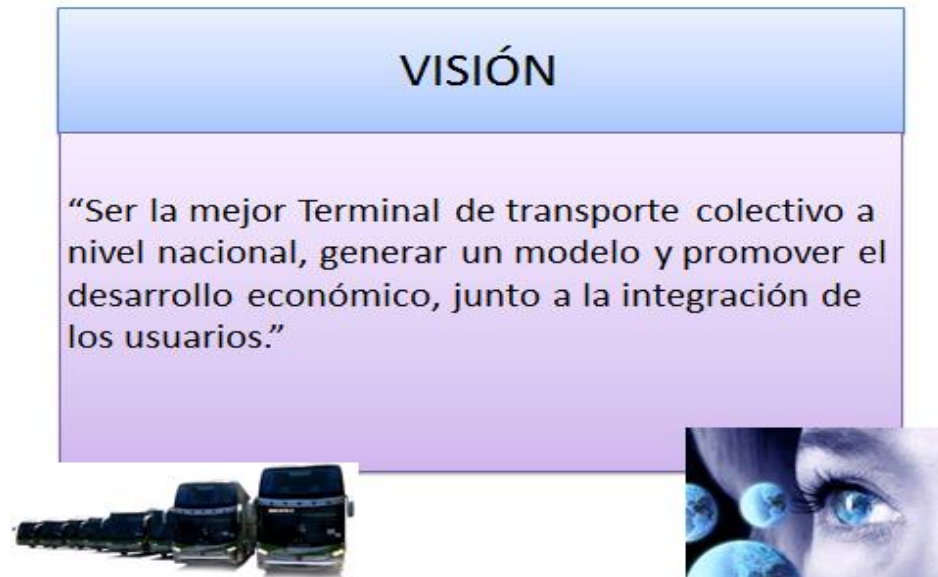 VISIÓN
“Ser la mejor Terminal de transporte colectivo a
nivel nacional, generar un modelo y promover el
desarrollo económico, junto a la integración de
los usuarios.”